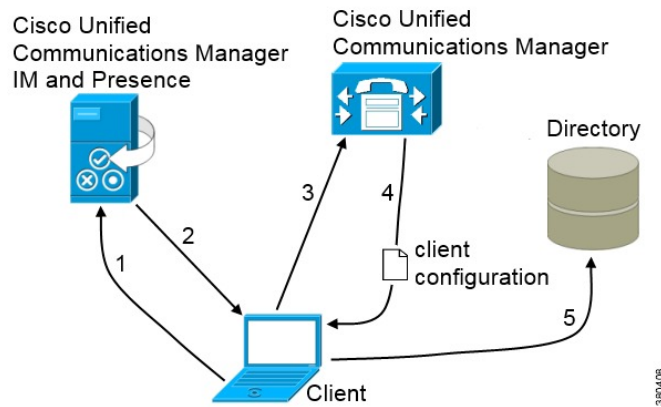 Cisco Unified
Communications Manager
IM and Presence
Cisco Unified
Communications Manager
Directory
1
2
3
4
client
configuration
5
Client
380408